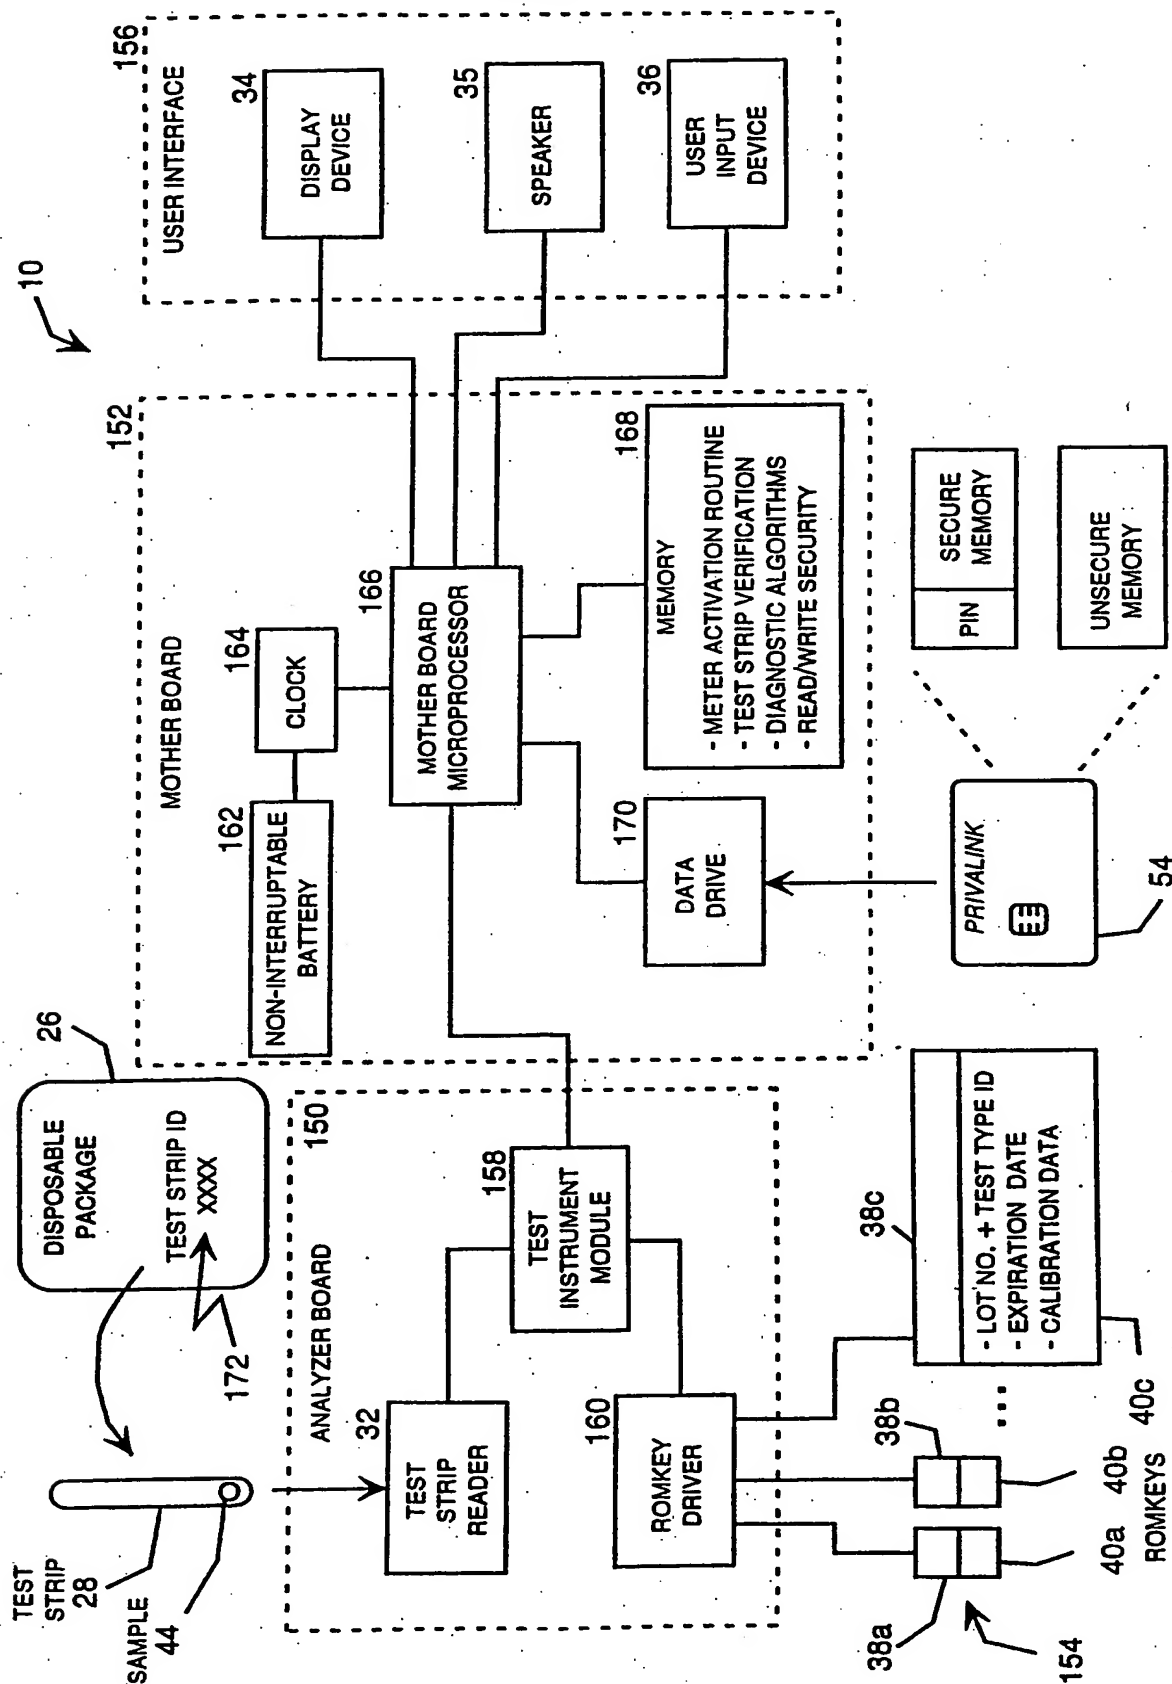 10
TEST
STRIP
28
SAMPLE
44
172
DISPOSABLE
PACKAGE
TEST STRIP ID
XXXX
26
ANALYZER BOARD
150
TEST
STRIP
READER
32
TEST
INSTRUMENT
MODULE
158
ROMKEY
DRIVER
160
MOTHER BOARD
152
NON-INTERRUPTABLE
BATTERY
162
CLOCK
164
MOTHER BOARD
MICROPROCESSOR
166
DATA
DRIVE
170
MEMORY
- METER ACTIVATION ROUTINE
- TEST STRIP VERIFICATION
- DIAGNOSTIC ALGORITHMS
- READ/WRITE SECURITY
168
USER INTERFACE
156
DISPLAY
DEVICE
34
SPEAKER
35
USER
INPUT
DEVICE
36
38a
38b
38c
- LOT NO. + TEST TYPE ID
- EXPIRATION DATE
- CALIBRATION DATA
154
40a
40b
40c
ROMKEYS
PRIVALINK
54
PIN
SECURE
MEMORY
UNSECURE
MEMORY